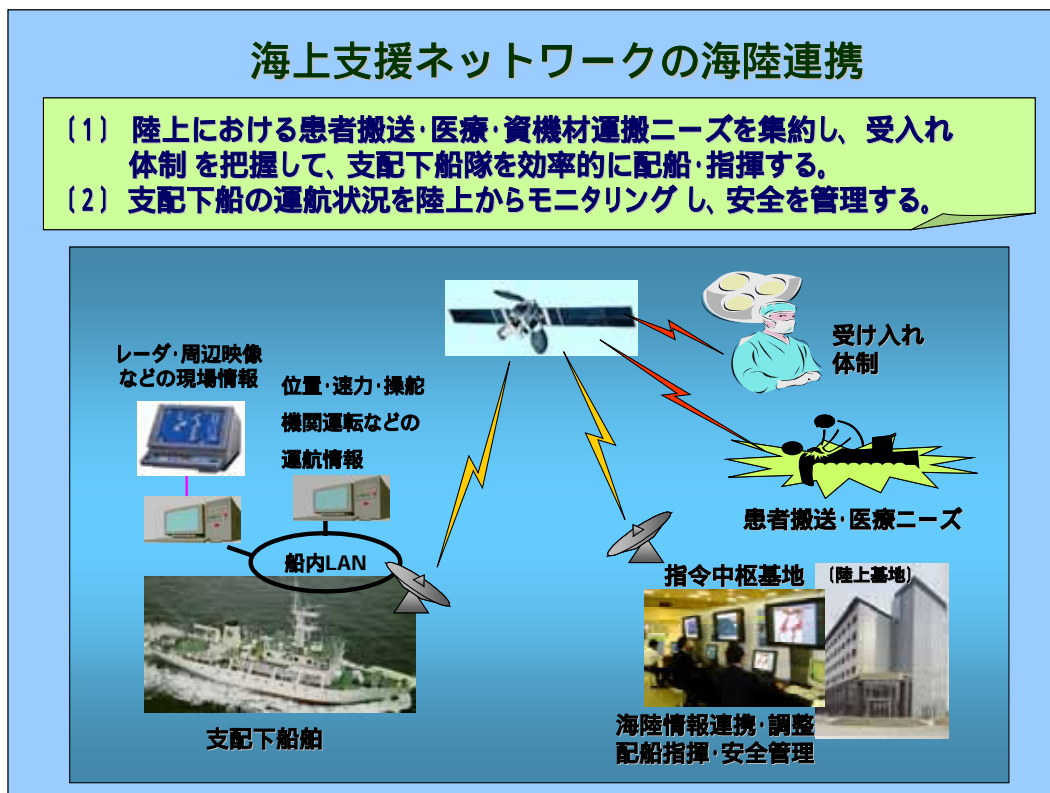 海上支援ネットワークの海陸連携
(1) 陸上における患者搬送･医療･資機材運搬ニーズを集約し、受入れ
体制 を把握して、支配下船隊を効率的に配船･指揮する。
(2) 支配下船の運航状況を陸上からモニタリング し、安全を管理する。
受け入れ
体制
レーダ･周辺映像
などの現場情報
位置･速力･操舵
機関運転などの
運航情報
患者搬送･医療ニーズ
船内LAN
指令中枢基地
(陸上基地)
支配下船舶
海陸情報連携･調整
配船指揮･安全管理